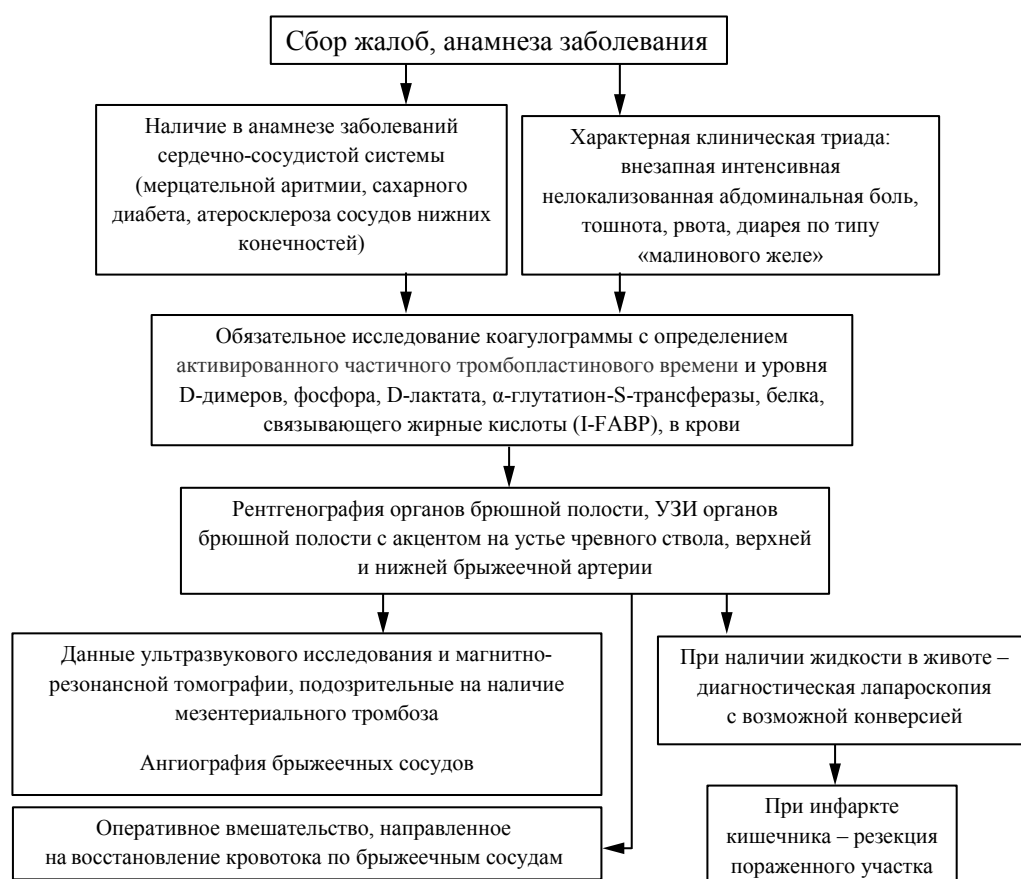 Сбор жалоб, анамнеза заболевания
Наличие в анамнезе заболеваний
сердечно-сосудистой системы
(мерцательной аритмии, сахарного
диабета, атеросклероза сосудов нижних
конечностей)
Характерная клиническая триада:
внезапная интенсивная
нелокализованная абдоминальная боль,
тошнота, рвота, диарея по типу
«малинового желе»
Обязательное исследование коагулограммы с определением
активированного частичного тромбопластинового времени и уровня
D-димеров, фосфора, D-лактата, α-глутатион-S-трансферазы, белка,
связывающего жирные кислоты (I-FABP), в крови
Рентгенография органов брюшной полости, УЗИ органов
брюшной полости с акцентом на устье чревного ствола, верхней
и нижней брыжеечной артерии
Данные ультразвукового исследования и магнитно-
резонансной томографии, подозрительные на наличие
мезентериального тромбоза
Ангиография брыжеечных сосудов
При наличии жидкости в животе –
диагностическая лапароскопия
с возможной конверсией
Оперативное вмешательство, направленное
на восстановление кровотока по брыжеечным сосудам
При инфаркте
кишечника – резекция
пораженного участка